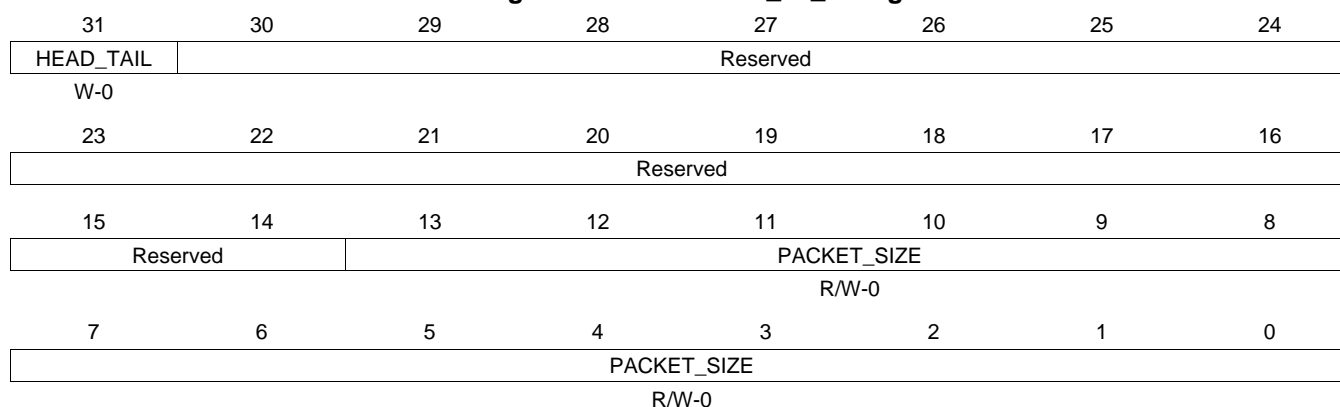 31 30 29 28 27 26 25 24
HEAD_TAIL Reserved
W-0
23 22 21 20 19 18 17 16
Reserved
15 14 13 12 11 10 9 8
Reserved PACKET_SIZE
R/W-0
7 6 5 4 3 2 1 0
PACKET_SIZE
R/W-0